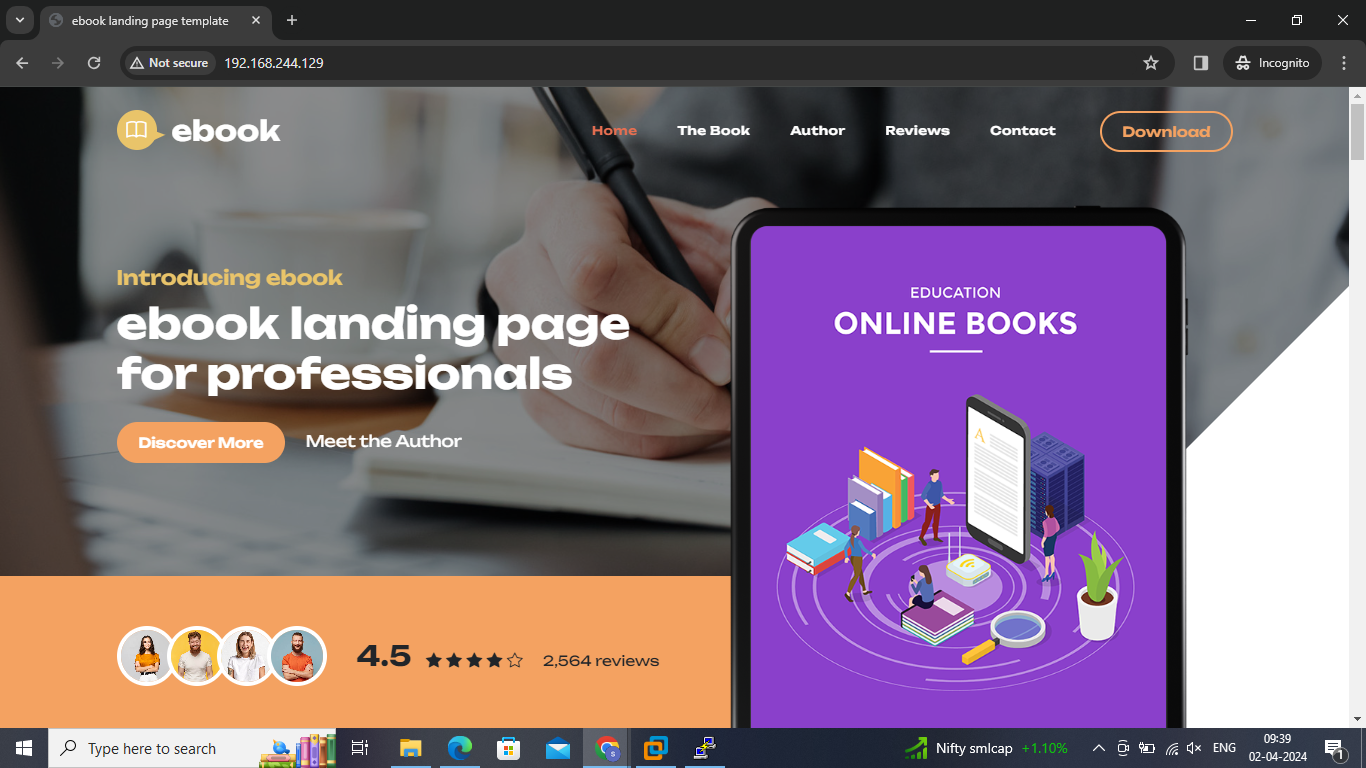 ebook landing page template
Not secure
192.168.244.129
Incognito
ebook
Home
The Book
Author
Reviews
Contact
Download
Introducing ebook
ebook landing page
for professionals
Discover More
Meet the Author
EDUCATION
ONLINE BOOKS
A
4.5
2,564 reviews
Type here to search
Nifty smlcap +1.10%
ENG
09:39
02-04-2024
1